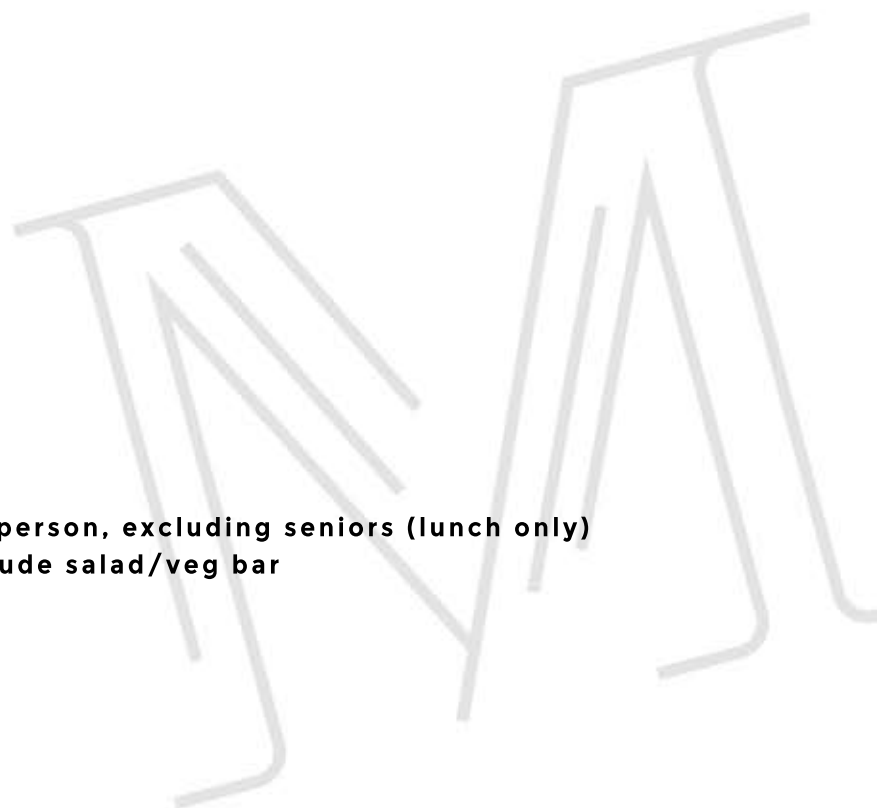 person, excluding seniors (lunch only)
ude salad/veg bar